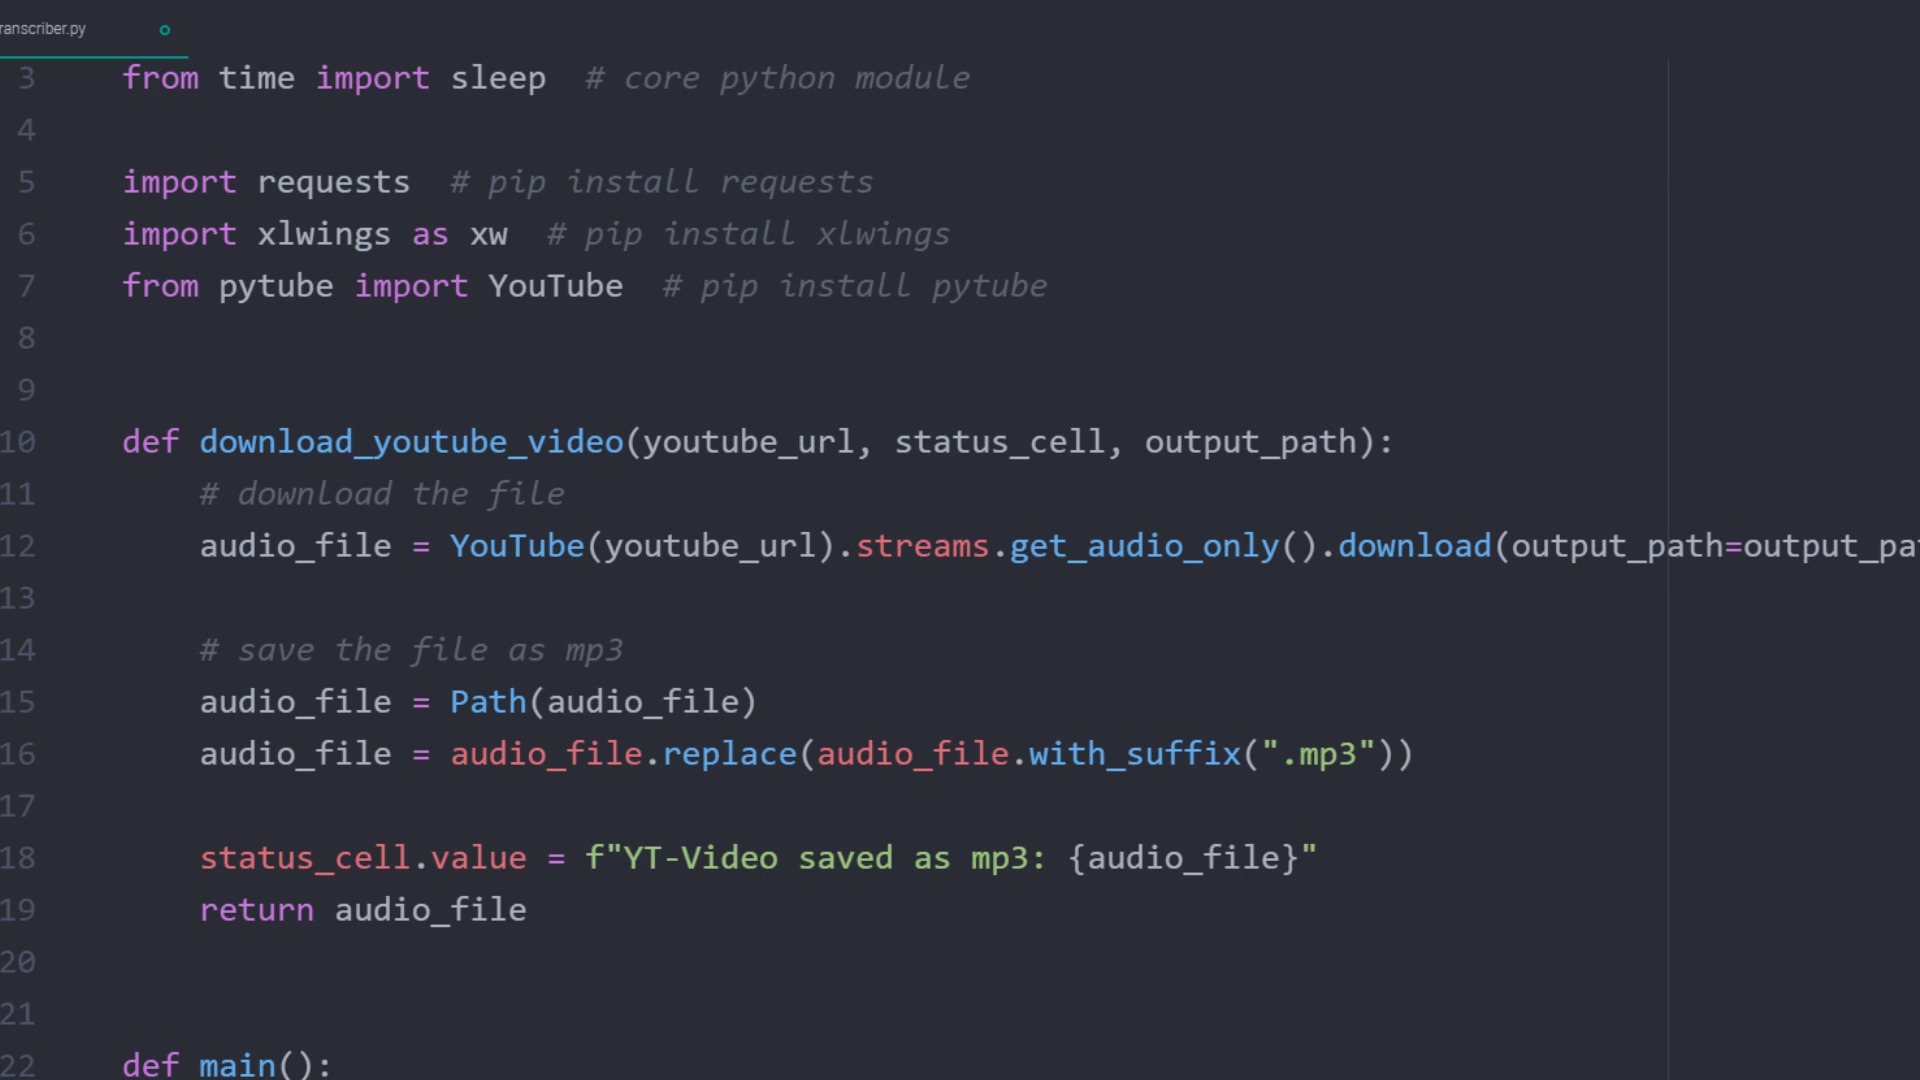 ranscriber.py
3 from time import sleep # core python module
4
5 import requests # pip install requests
6 import xlwings as xw # pip install xlwings
7 from pytube import YouTube # pip install pytube
8
9
10 def download_youtube_video(youtube_url, status_cell, output_path):
11 # download the file
12 audio_file = YouTube(youtube_url).streams.get_audio_only().download(output_path=output_pa
13
14 # save the file as mp3
15 audio_file = Path(audio_file)
16 audio_file = audio_file.replace(audio_file.with_suffix(".mp3"))
17
18 status_cell.value = f"YT-Video saved as mp3: {audio_file}"
19 return audio_file
20
21
22 def main():